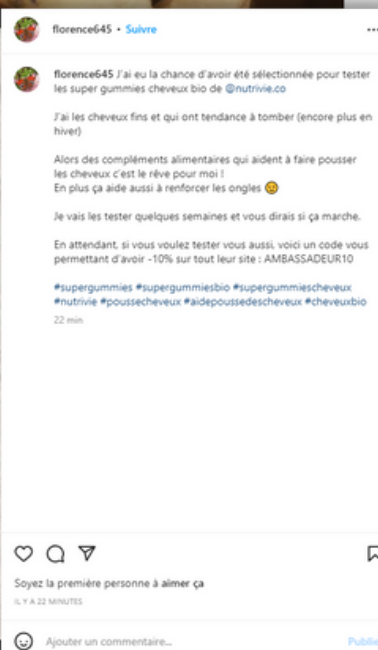 florence645 • Suivre
florence645 J'ai eu la chance d'avoir été sélectionnée pour tester
les super gummies cheveux bio de @nutrivie.co
J'ai les cheveux fins et qui ont tendance à tomber (encore plus en
hiver)
Alors des compléments alimentaires qui aident à faire pousser
les cheveux c'est le rêve pour moi !
En plus ça aide aussi à renforcer les ongles
Je vais les tester quelques semaines et vous dirais si ça marche.
En attendant, si vous voulez tester vous aussi, voici un code vous
permettant d'avoir -10% sur tout leur site : AMBASSADEUR10
#supergummies #supergummiesbio #supergummiescheveux
#nutrivie #poussecheveux #aidepoussedescheveux #cheveuxbio
22 min
Soyez la première personne à aimer ça
IL Y A 22 MINUTES
Ajouter un commentaire... Publie